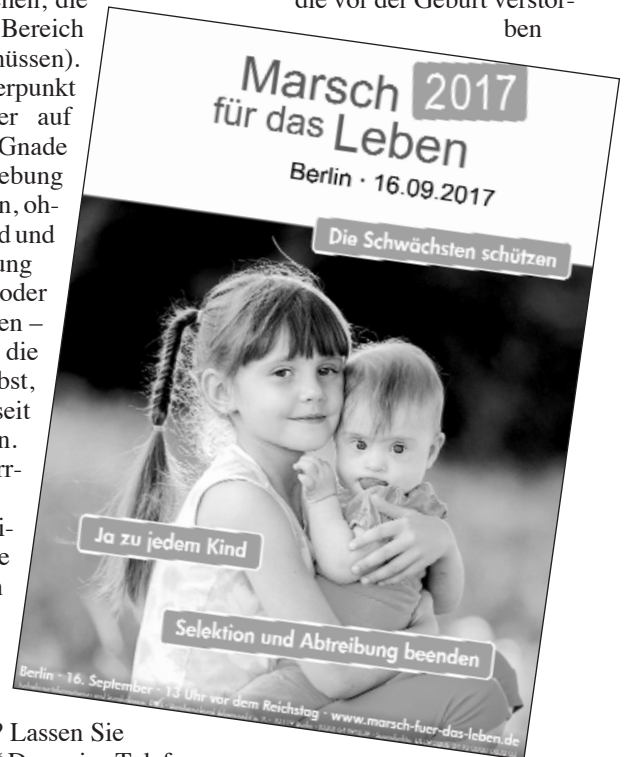 die
die vor der Geburt verstor-
Bereich
ben
müssen).
erpunkt
er auf
Gnade
ebung
n, oh-
d und
ung
oder
en –
die
bst,
seit
n.
rr-
i-
e
n
? Lassen Sie
Marsch 2017
für das Leben
Berlin · 16.09.2017
Die Schwächsten schützen
Ja zu jedem Kind
Selektion und Abtreibung beenden
Berlin · 16. September · 13 Uhr vor dem Reichstag · www.marsch-fuer-das-leben.de